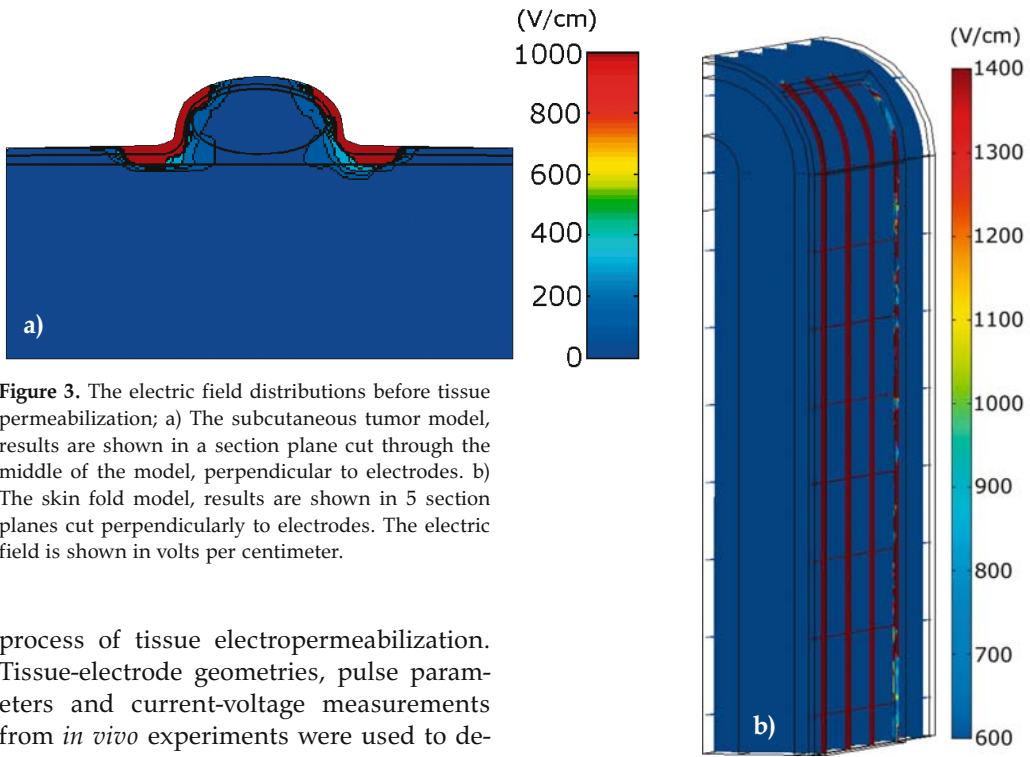 (V/cm)
1000
800
600
400
200
0
a)
(V/cm)
1400
1300
1200
1100
1000
900
800
700
600
b)
Figure 3. The electric field distributions before tissue
permeabilization; a) The subcutaneous tumor model,
results are shown in a section plane cut through the
middle of the model, perpendicular to electrodes. b)
The skin fold model, results are shown in 5 section
planes cut perpendicularly to electrodes. The electric
field is shown in volts per centimeter.
process of tissue electropermeabilization.
Tissue-electrode geometries, pulse param-
eters and current-voltage measurements
from in vivo experiments were used to de-